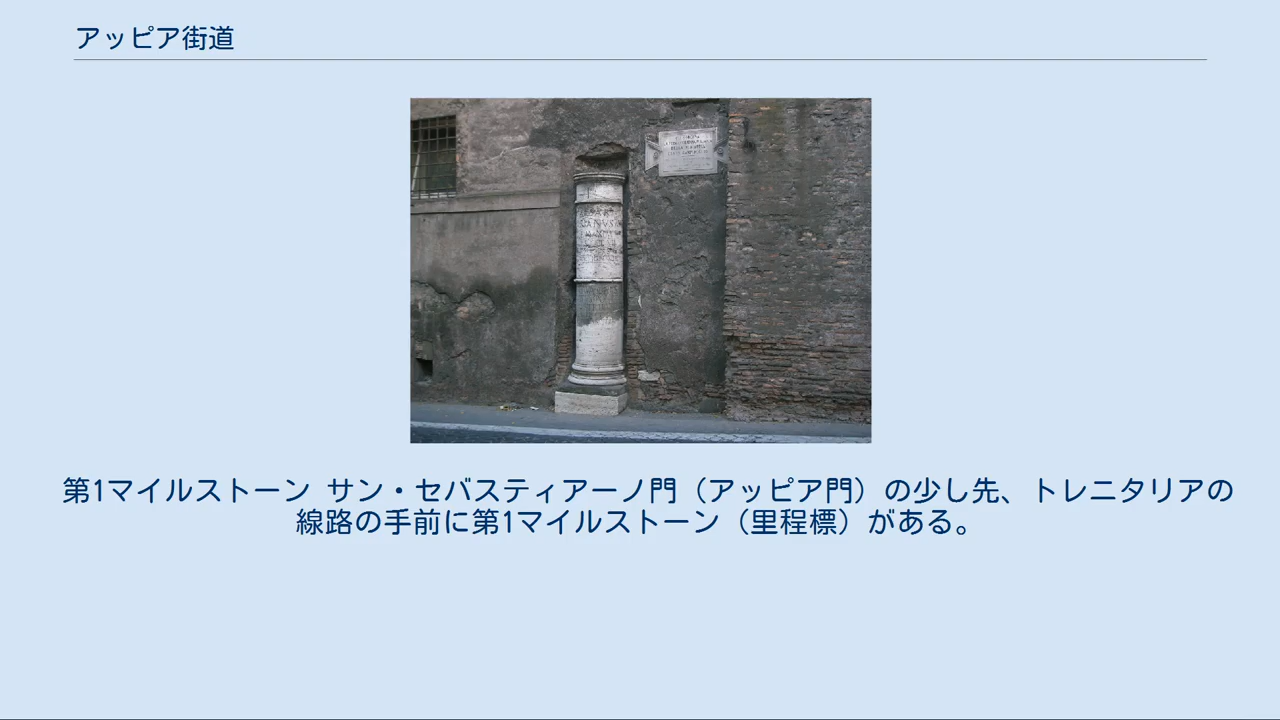 アッピア街道
第1マイルストーン サン・セバスティアーノ門（アッピア門）の少し先、トレニタリアの
線路の手前に第1マイルストーン（里程標）がある。